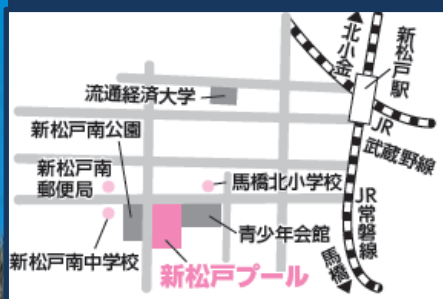 北小金
新松戸駅
流通経済大学
JR
武蔵野線
新松戸南公園
新松戸南
郵便局
馬橋北小学校
JR常磐線
新松戸南中学校
青少年会館
馬橋
新松戸プール